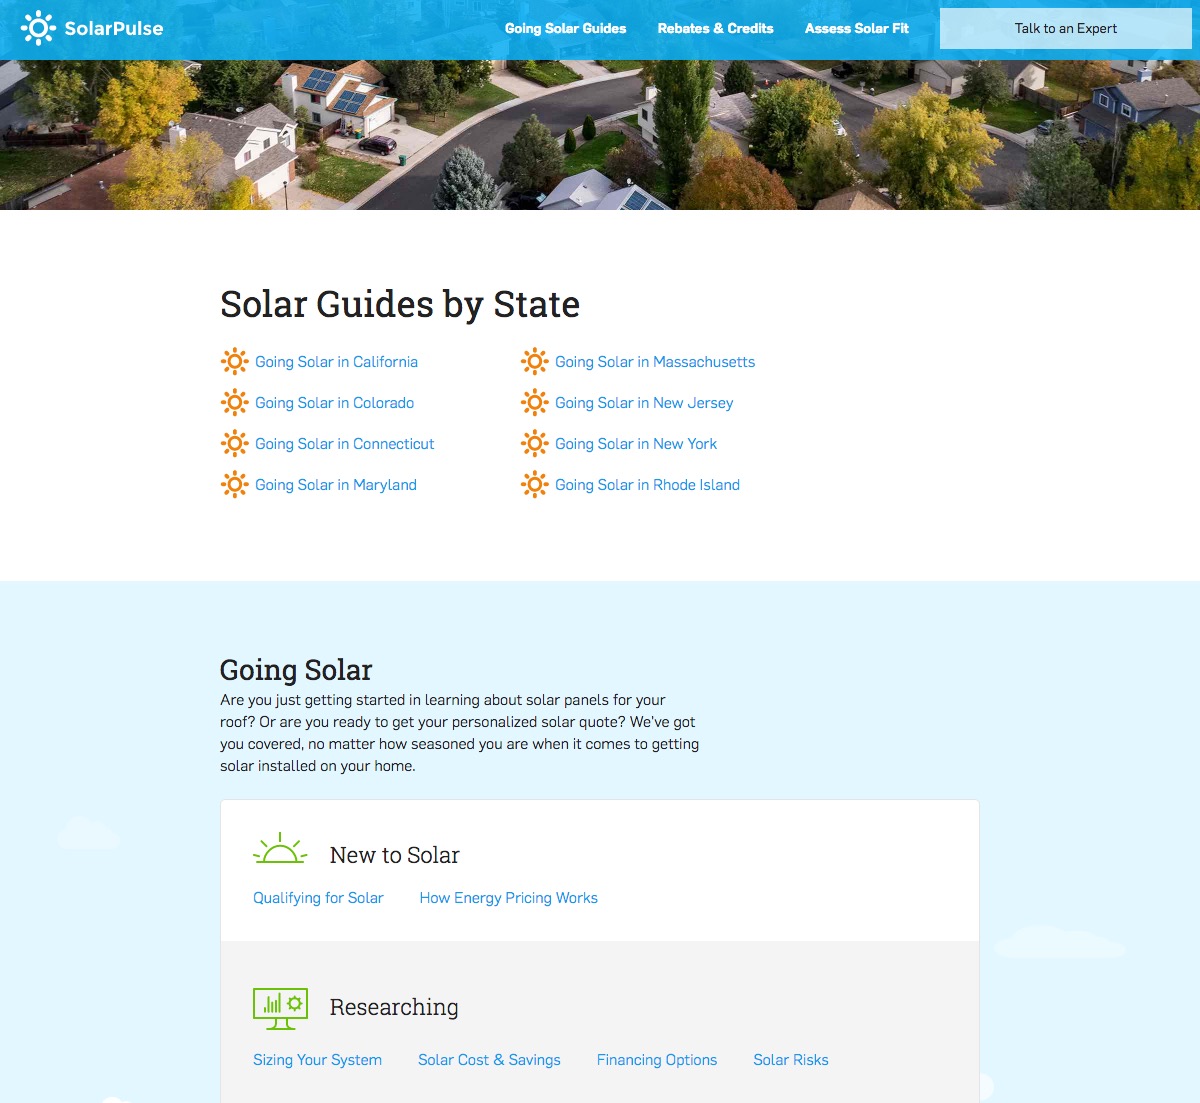 SolarPulse
Going Solar Guides
Rebates & Credits
Assess Solar Fit
Talk to an Expert
Solar Guides by State
Going Solar in California
Going Solar in Colorado
Going Solar in Connecticut
Going Solar in Maryland
Going Solar in Massachusetts
Going Solar in New Jersey
Going Solar in New York
Going Solar in Rhode Island
Going Solar
Are you just getting started in learning about solar panels for your
roof? Or are you ready to get your personalized solar quote? We've got
you covered, no matter how seasoned you are when it comes to getting
solar installed on your home.
New to Solar
Qualifying for Solar
How Energy Pricing Works
Researching
Sizing Your System
Solar Cost & Savings
Financing Options
Solar Risks